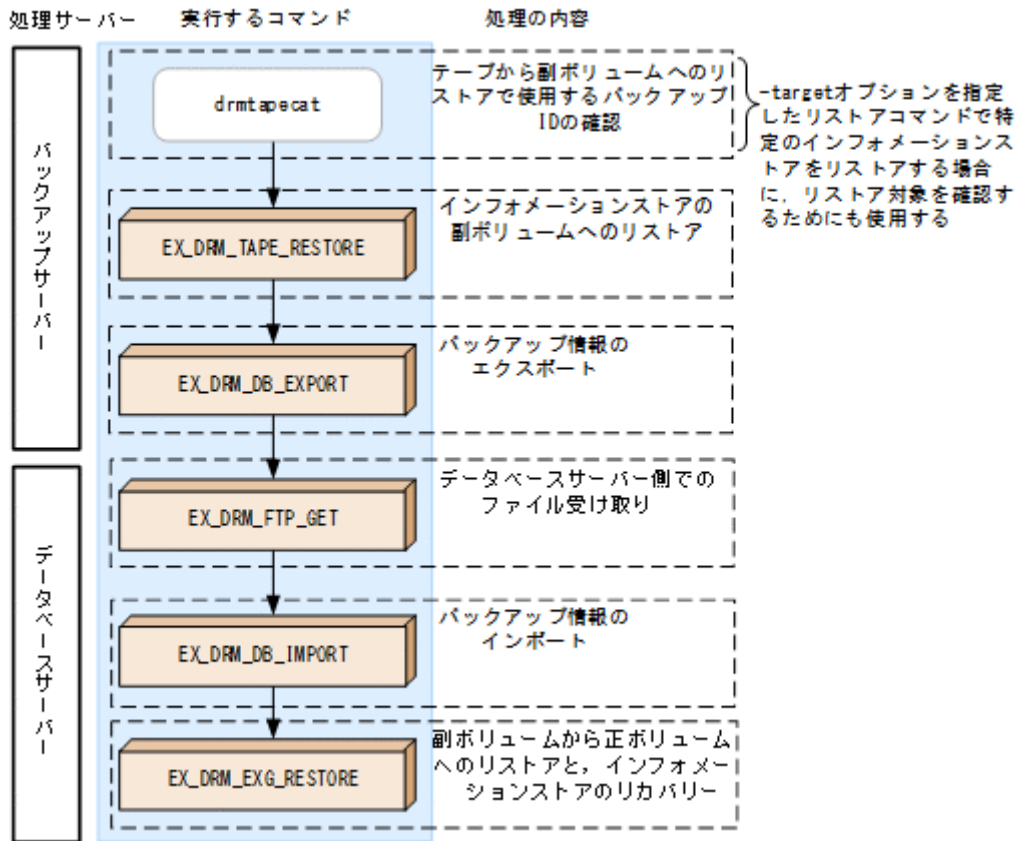 処理サーバー
実行するコマンド
処理の内容
バックアップサーバー
drmtapecat
テープから副ボリュームへのリ
ストアで使用するバックアップ
IDの確認
-targetオプションを指定
したリストアコマンドで特
定のインフォメーションス
トアをリストアする場合
に，リストア対象を確認す
るためにも使用する
EX_DRM_TAPE_RESTORE
インフォメーションストアの
副ボリュームへのリストア
EX_DRM_DB_EXPORT
バックアップ情報の
エクスポート
データベースサーバー
EX_DRM_FTP_GET
データベースサーバー側での
ファイル受け取り
EX_DRM_DB_IMPORT
バックアップ情報の
インポート
EX_DRM_EXG_RESTORE
副ボリュームから正ボリューム
へのリストアと，インフォメー
ションストアのリカバリー